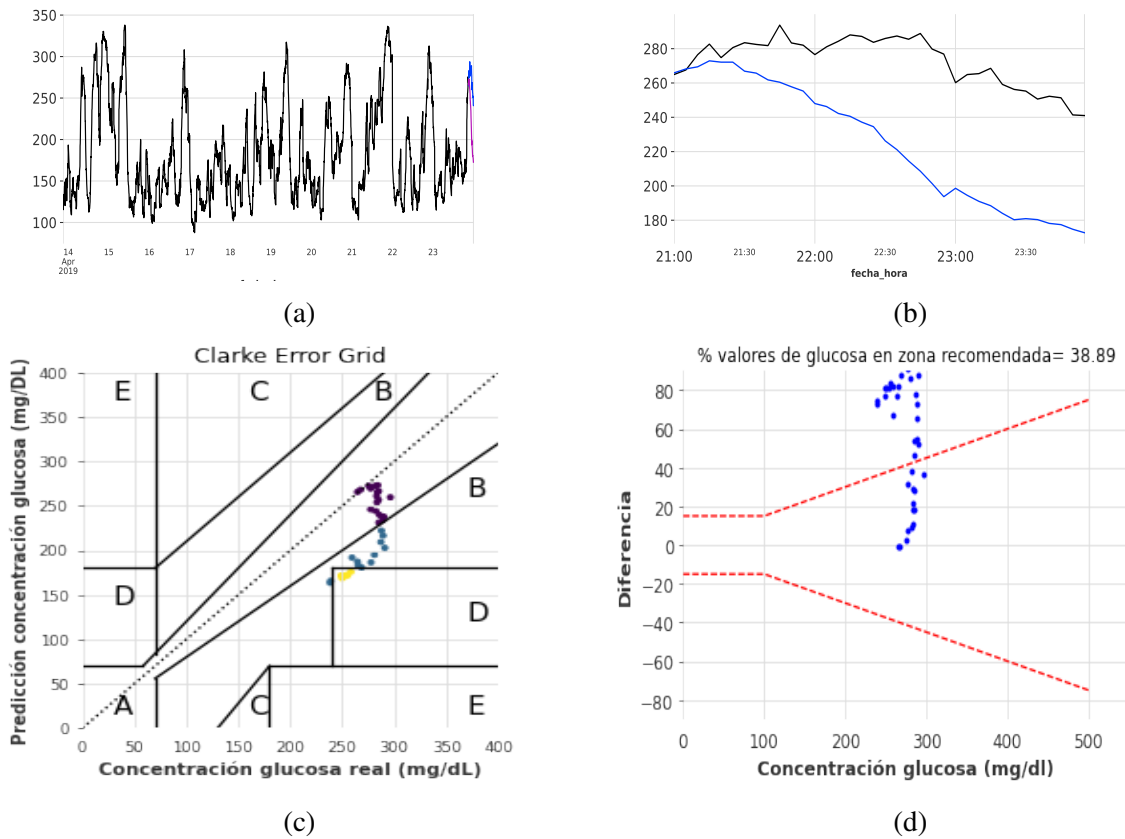 350
300
250
200
150
100
14 15 16 17 18 19 20 21 22 23
Apr
2019
(a)
280
260
240
220
200
180
21:00 21:30 22:00 22:30 23:00 23:30
fecha_hora
(b)
Clarke Error Grid
Predicción concentración glucosa (mg/DL)
400
350
300
250
200
150
100
50
0
E C B
B
D
D
A C E
0 50 100 150 200 250 300 350 400
Concentración glucosa real (mg/dL)
(c)
% valores de glucosa en zona recomendada= 38.89
Diferencia
80
60
40
20
0
−20
−40
−60
−80
0 100 200 300 400 500
Concentración glucosa (mg/dl)
(d)